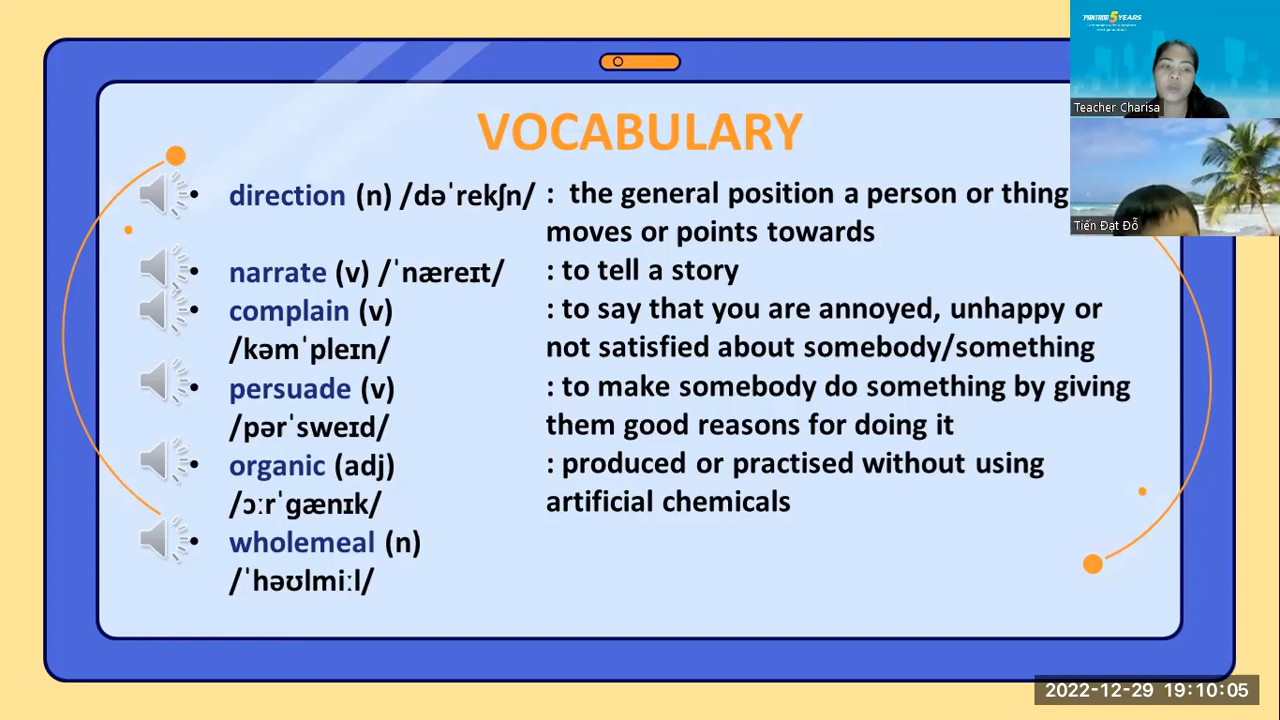 VOCABULARY
• direction (n) /dəˈrekʃn/ : the general position a person or thing
moves or points towards
• narrate (v) /ˈnæreɪt/ : to tell a story
• complain (v) : to say that you are annoyed, unhappy or
/kəmˈpleɪn/ not satisfied about somebody/something
• persuade (v) : to make somebody do something by giving
/pərˈsweɪd/ them good reasons for doing it
• organic (adj) : produced or practised without using
/ɔːrˈɡænɪk/ artificial chemicals
• wholemeal (n)
/ˈhəʊlmiːl/
5 YEARS
Teacher Charisa
Tiến Đạt Đỗ
2022-12-29 19:10:05